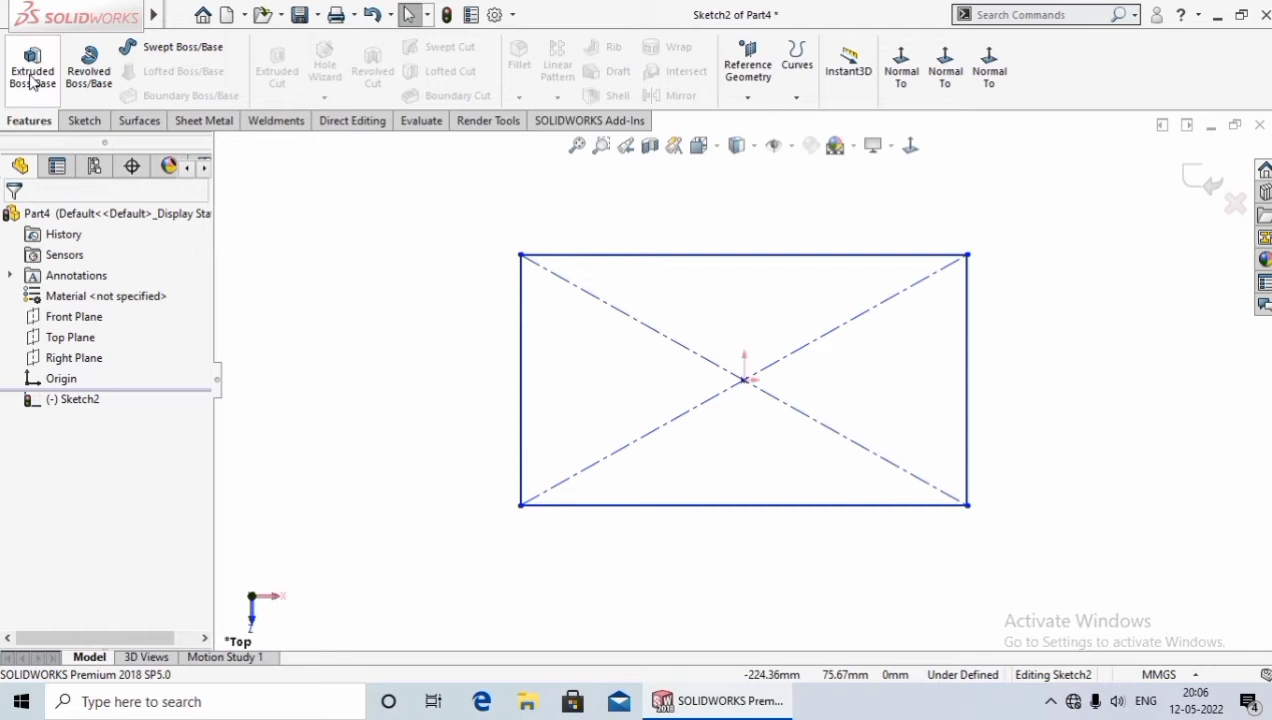 SOLIDWORKS
Sketch2 of Part4 *
Search Commands
?
Extruded Boss/Base
Revolved Boss/Base
Swept Boss/Base
Lofted Boss/Base
Boundary Boss/Base
Extruded Cut
Hole Wizard
Revolved Cut
Swept Cut
Lofted Cut
Boundary Cut
Fillet
Linear Pattern
Rib
Draft
Shell
Wrap
Intersect
Mirror
Reference Geometry
Curves
Instant3D
Normal To
Normal To
Normal To
Features
Sketch
Surfaces
Sheet Metal
Weldments
Direct Editing
Evaluate
Render Tools
SOLIDWORKS Add-Ins
Part4 (Default<<Default>_Display Sta
History
Sensors
A Annotations
Material <not specified>
Front Plane
Top Plane
Right Plane
Origin
(-) Sketch2
X
Z
*Top
Activate Windows
Go to Settings to activate Windows.
Model
3D Views
Motion Study 1
SOLIDWORKS Premium 2018 SP5.0
-224.36mm
75.67mm
0mm
Under Defined
Editing Sketch2
MMGS
Type here to search
SW 2018
SOLIDWORKS Prem...
ENG
20:06
12-05-2022
4